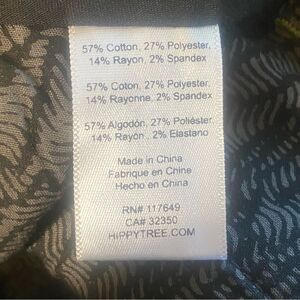 57% Cotton, 27% Polyester,
14% Rayon, 2% Spandex
57% Coton, 27% Polyester,
14% Rayonne, 2% Spandex
57% Algodón, 27% Poliéster,
14% Rayón , 2% Elastano
Made in China
Fabrique en Chine
Hecho en China
RN# 117649
CA# 32350
HIPPYTREE.COM